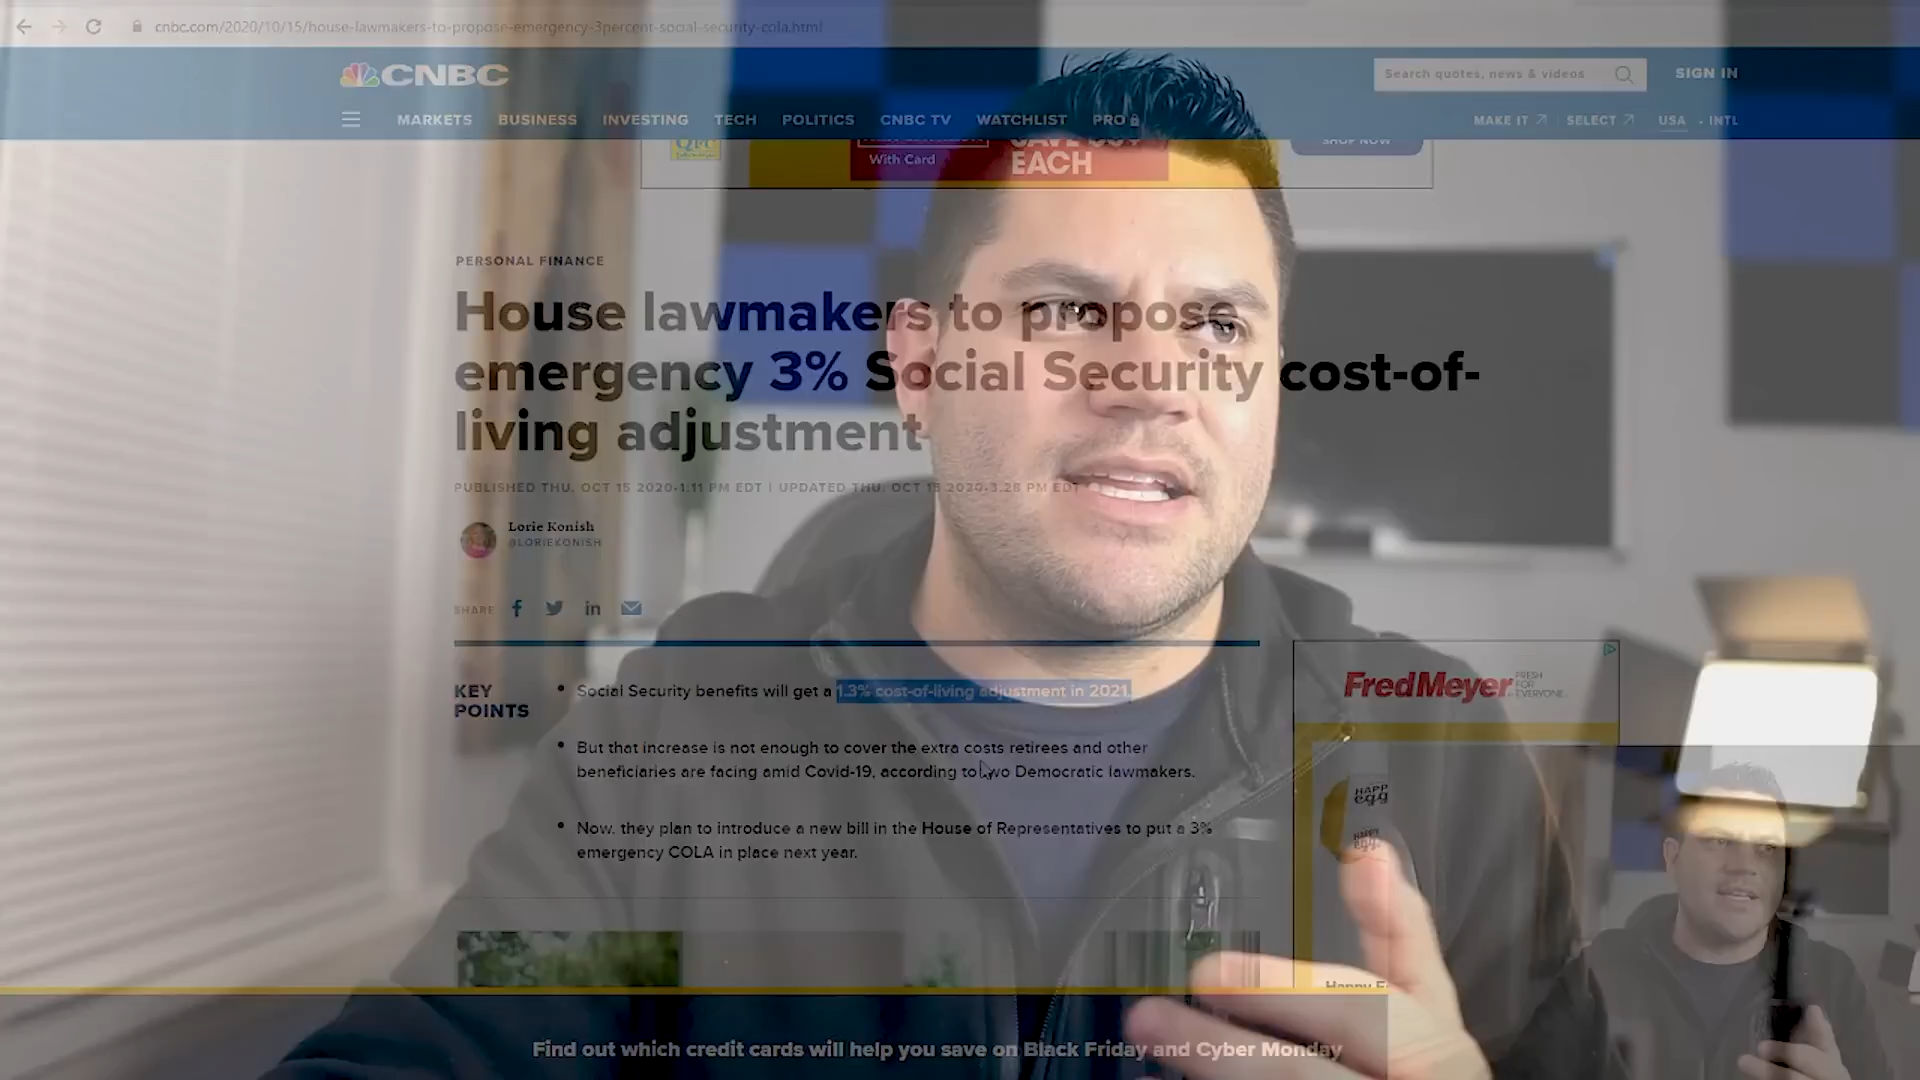 cnbc.com/2020/10/15/house-lawmakers-to-propose-emergency-3percent-social-security-cola.html
CNBC
Search quotes, news & videos
SIGN IN
MARKETS BUSINESS INVESTING TECH POLITICS CNBC TV WATCHLIST PRO
MAKE IT SELECT USA · INTL
QFC
With Card
EACH
SHOP NOW
PERSONAL FINANCE
House lawmakers to propose
emergency 3% Social Security cost-of-
living adjustment
PUBLISHED THU, OCT 15 2020•1:11 PM EDT | UPDATED THU, OCT 15 2020•3:28 PM EDT
Lorie Konish
@LORIEKONISH
SHARE
KEY
POINTS
• Social Security benefits will get a 1.3% cost-of-living adjustment in 2021.
• But that increase is not enough to cover the extra costs retirees and other
beneficiaries are facing amid Covid-19, according to two Democratic lawmakers.
• Now, they plan to introduce a new bill in the House of Representatives to put a 3%
emergency COLA in place next year.
FredMeyer
FRESH
FOR
EVERYONE
HAPPY
egg
Find out which credit cards will help you save on Black Friday and Cyber Monday